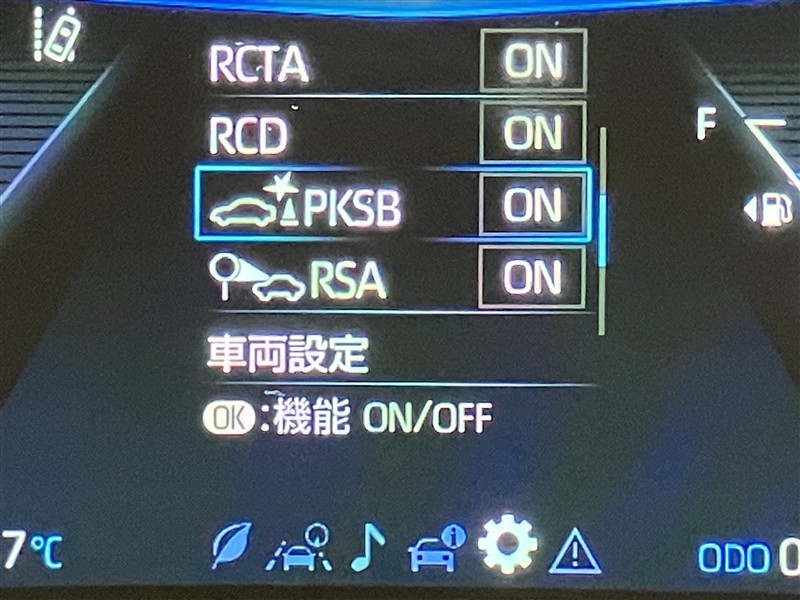 RCTA ON
RCD ON
F
PKSB ON
RSA ON
車両設定
OK:機能 ON/OFF
7℃
ODO 0